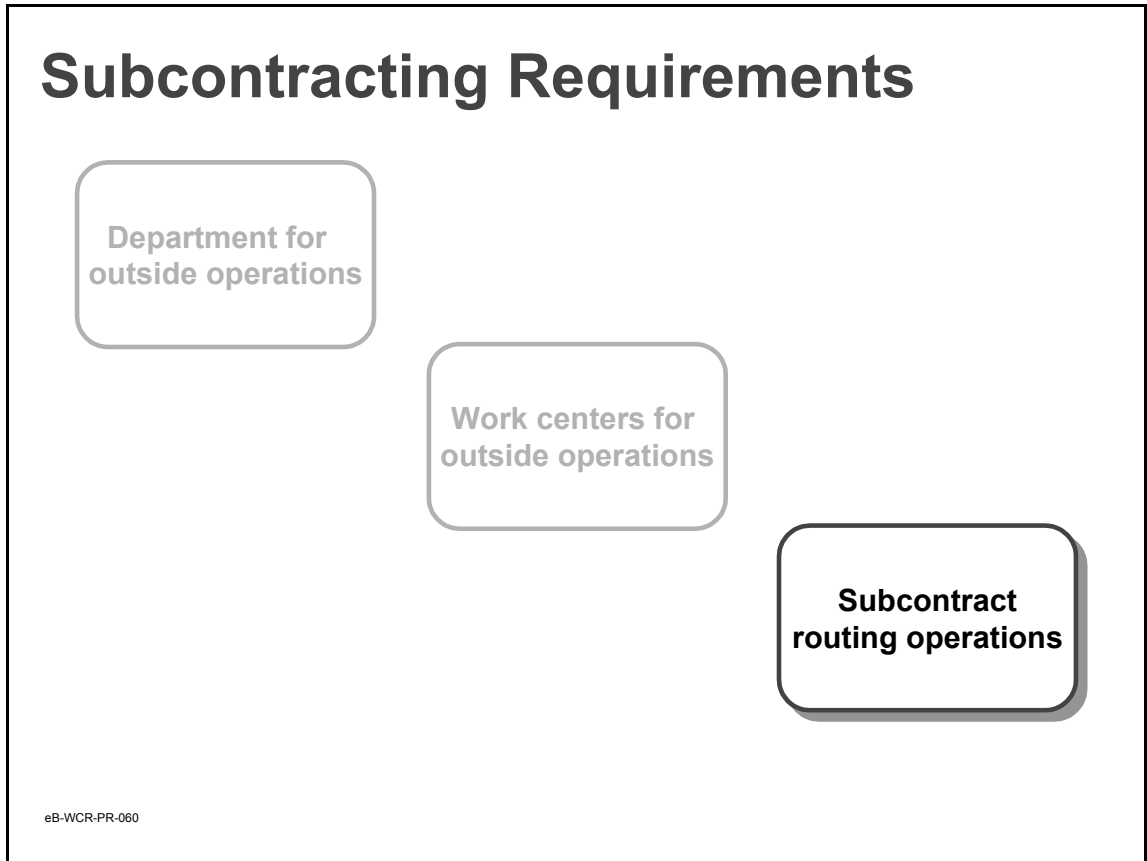 Subcontracting Requirements
Department for
outside operations
Work centers for
outside operations
Subcontract
routing operations
eB-WCR-PR-060